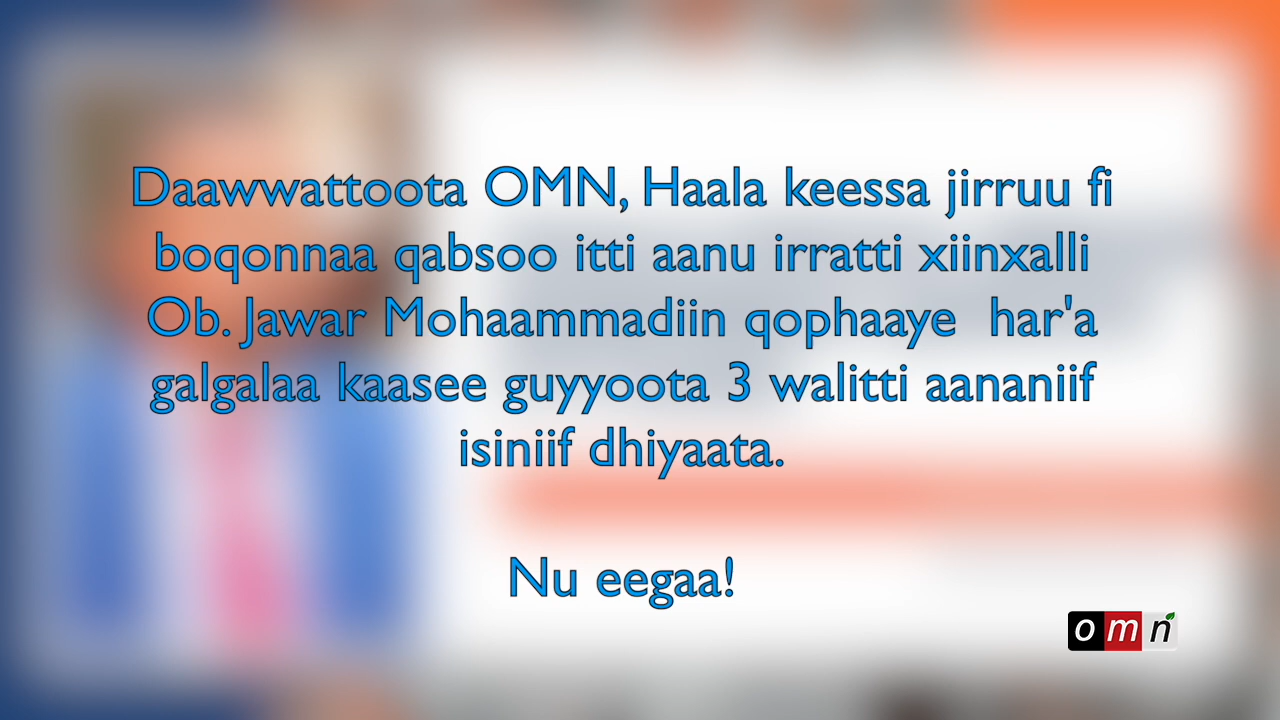 Daawwattoota OMN, Haala keessa jirruu fi
boqonnaa qabsoo itti aanu irratti xiinxalli
Ob. Jawar Mohaammadiin qophaaye har'a
galgalaa kaasee guyyoota 3 walitti aananiif
isiniif dhiyaata.
Nu eegaa!
omn